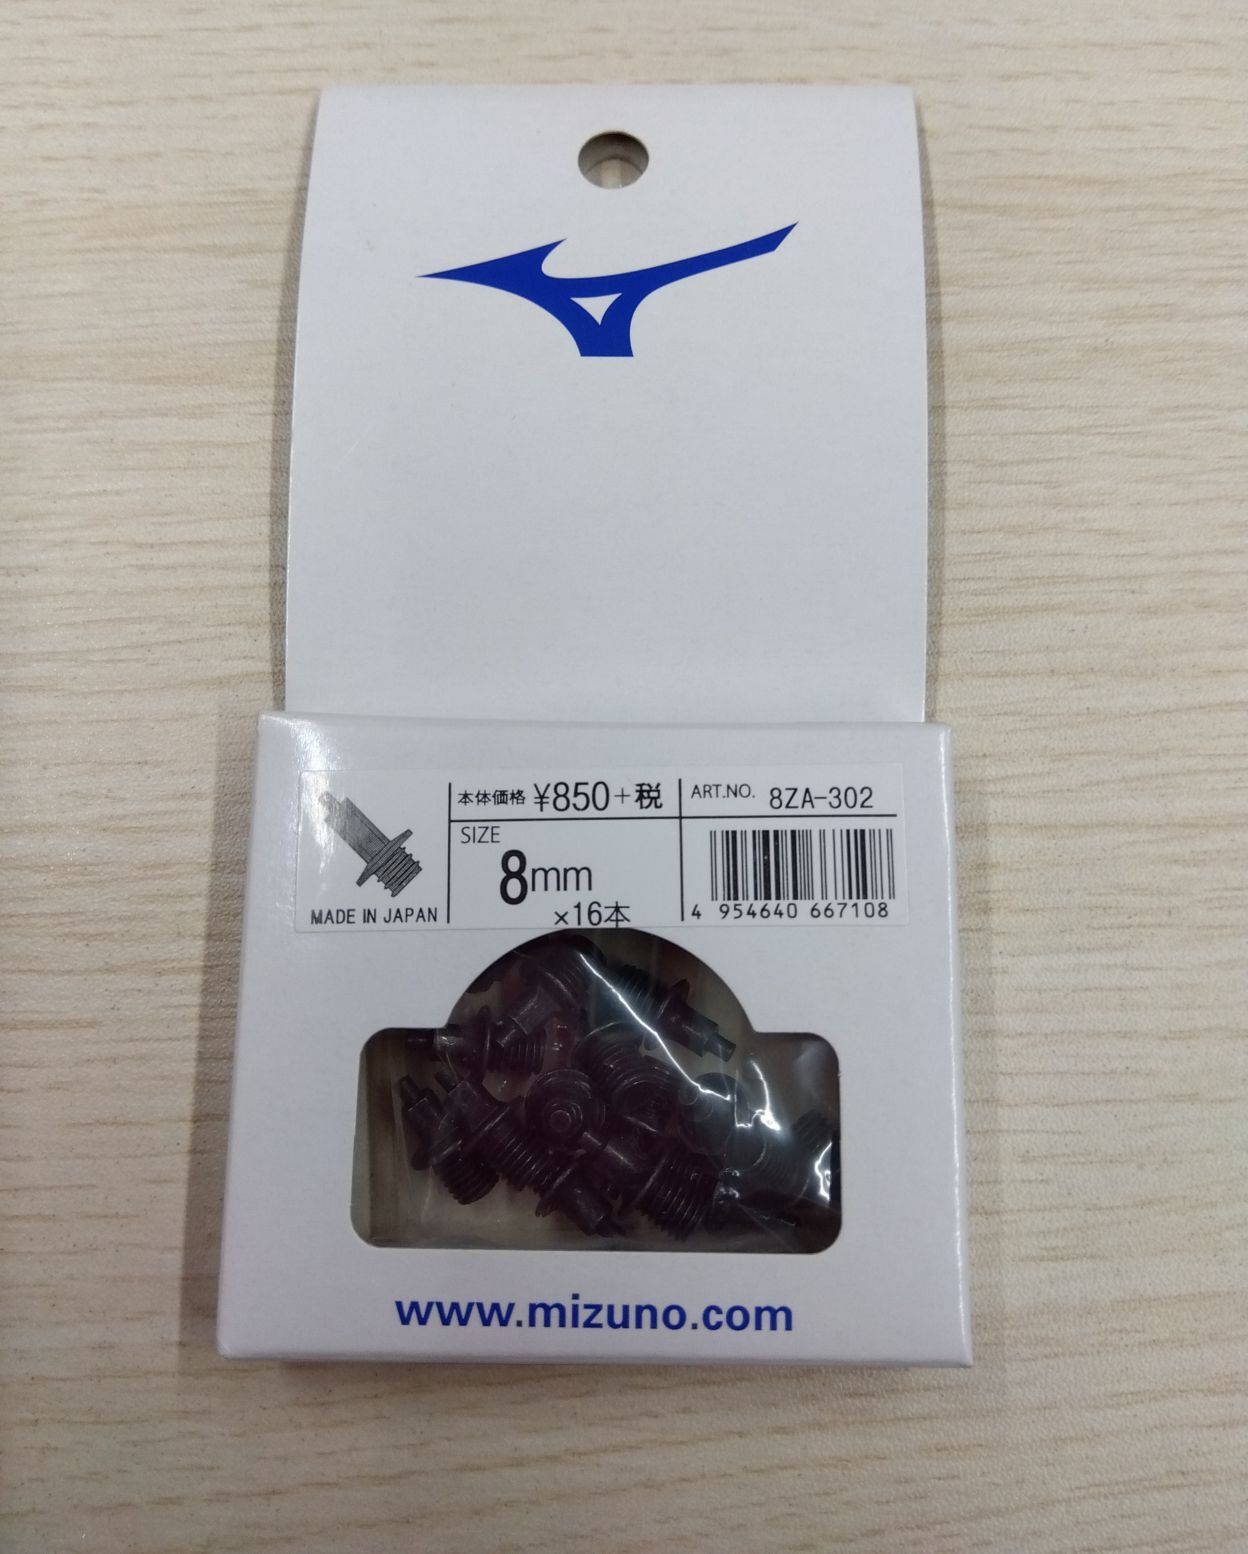 本体価格 ¥850+税
ART.NO. 8ZA-302
SIZE
8mm
×16本
MADE IN JAPAN
4 954640 667108
www.mizuno.com